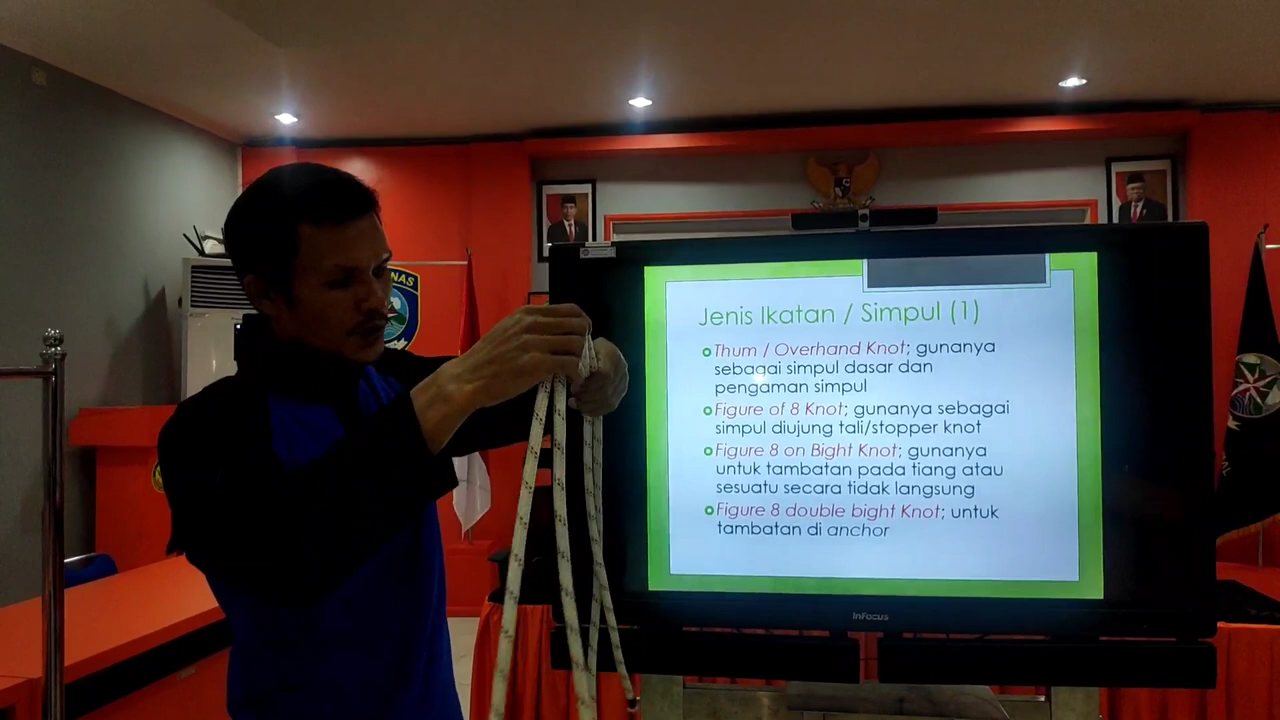 NAS
Jenis Ikatan / Simpul (1)
Thum / Overhand Knot; gunanya
sebagai simpul dasar dan
pengaman simpul
Figure of 8 Knot; gunanya sebagai
simpul diujung tali/stopper knot
Figure 8 on Bight Knot; gunanya
untuk tambatan pada tiang atau
sesuatu secara tidak langsung
Figure 8 double bight Knot; untuk
tambatan di anchor
InFocus